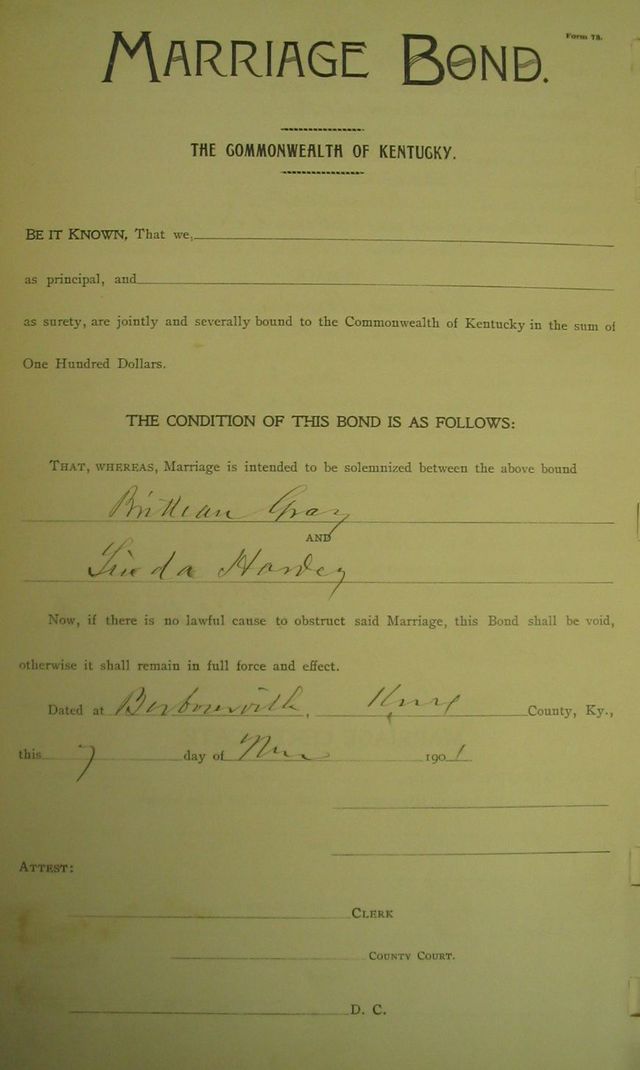 Form 73.
MARRIAGE BOND.
THE COMMONWEALTH OF KENTUCKY.
BE IT KNOWN, That we,
as principal, and
as surety, are jointly and severally bound to the Commonwealth of Kentucky in the sum of
One Hundred Dollars.
THE CONDITION OF THIS BOND IS AS FOLLOWS:
THAT, WHEREAS, Marriage is intended to be solemnized between the above bound
Gray
AND
Linda
Now, if there is no lawful cause to obstruct said Marriage, this Bond shall be void,
otherwise it shall remain in full force and effect.
Dated at Barbourville, Knox County, Ky.,
this 7 day of 1901
ATTEST:
CLERK
COUNTY COURT.
D. C.